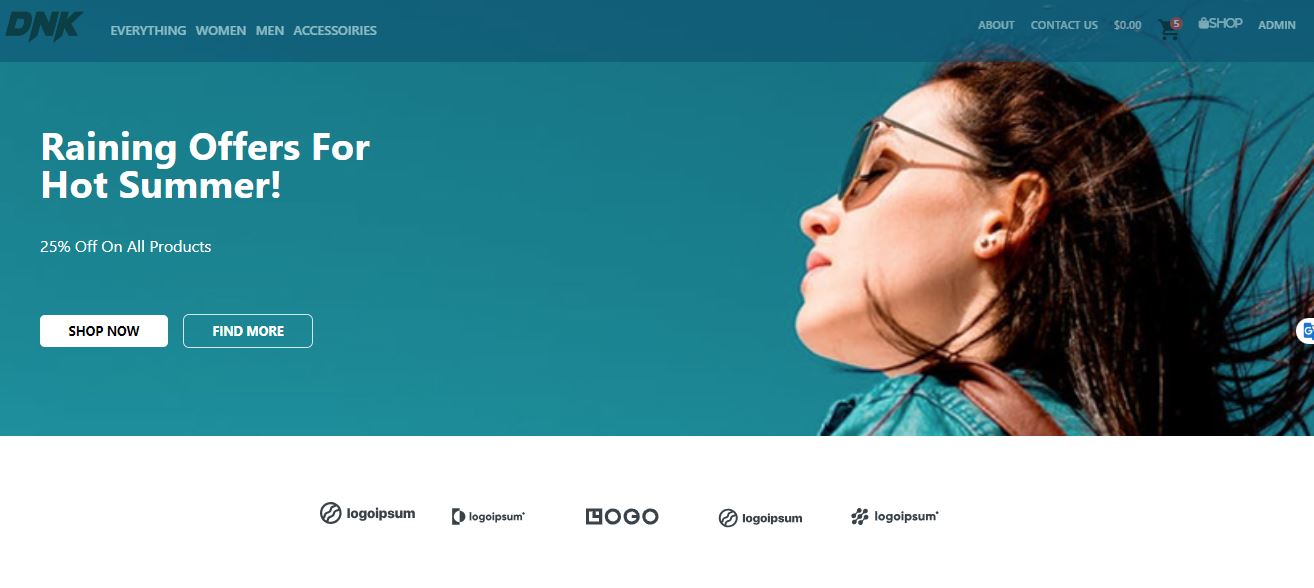 DNK
EVERYTHING WOMEN MEN ACCESSOIRIES
ABOUT CONTACT US $0.00 5 SHOP ADMIN
Raining Offers For
Hot Summer!
25% Off On All Products
SHOP NOW FIND MORE
G
logoipsum logoipsum LOGO logoipsum logoipsum